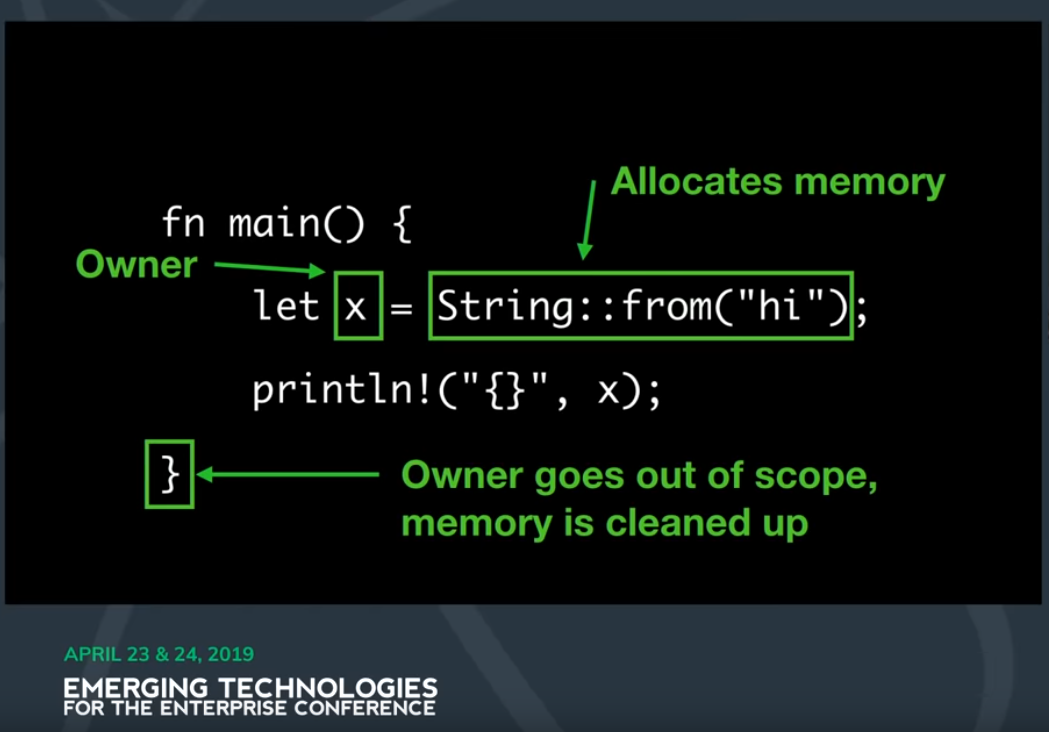 Allocates memory
fn main() {
Owner
let x = String::from("hi");
println!("{}", x);
}
Owner goes out of scope,
memory is cleaned up
APRIL 23 & 24, 2019
EMERGING TECHNOLOGIES
FOR THE ENTERPRISE CONFERENCE